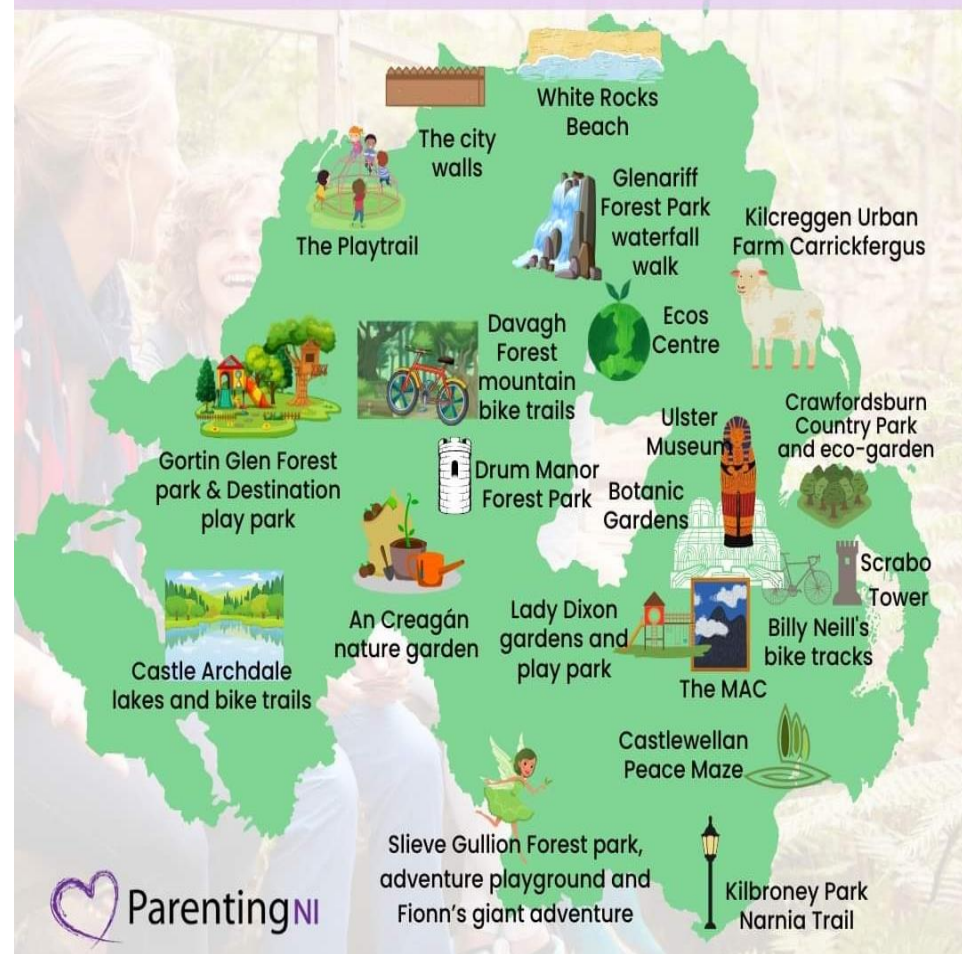 White Rocks
Beach
The city
walls
The Playtrail
Glenariff
Forest Park
waterfall
walk
Kilcreggen Urban
Farm Carrickfergus
Ecos
Centre
Davagh
Forest
mountain
bike trails
Gortin Glen Forest
park & Destination
play park
Drum Manor
Forest Park
Ulster
Museum
Botanic
Gardens
Crawfordsburn
Country Park
and eco-garden
Scrabo
Tower
An Creagán
nature garden
Lady Dixon
gardens and
play park
Billy Neill's
bike tracks
The MAC
Castle Archdale
lakes and bike trails
Castlewellan
Peace Maze
Slieve Gullion Forest park,
adventure playground and
Fionn's giant adventure
Kilbroney Park
Narnia Trail
ParentingNI